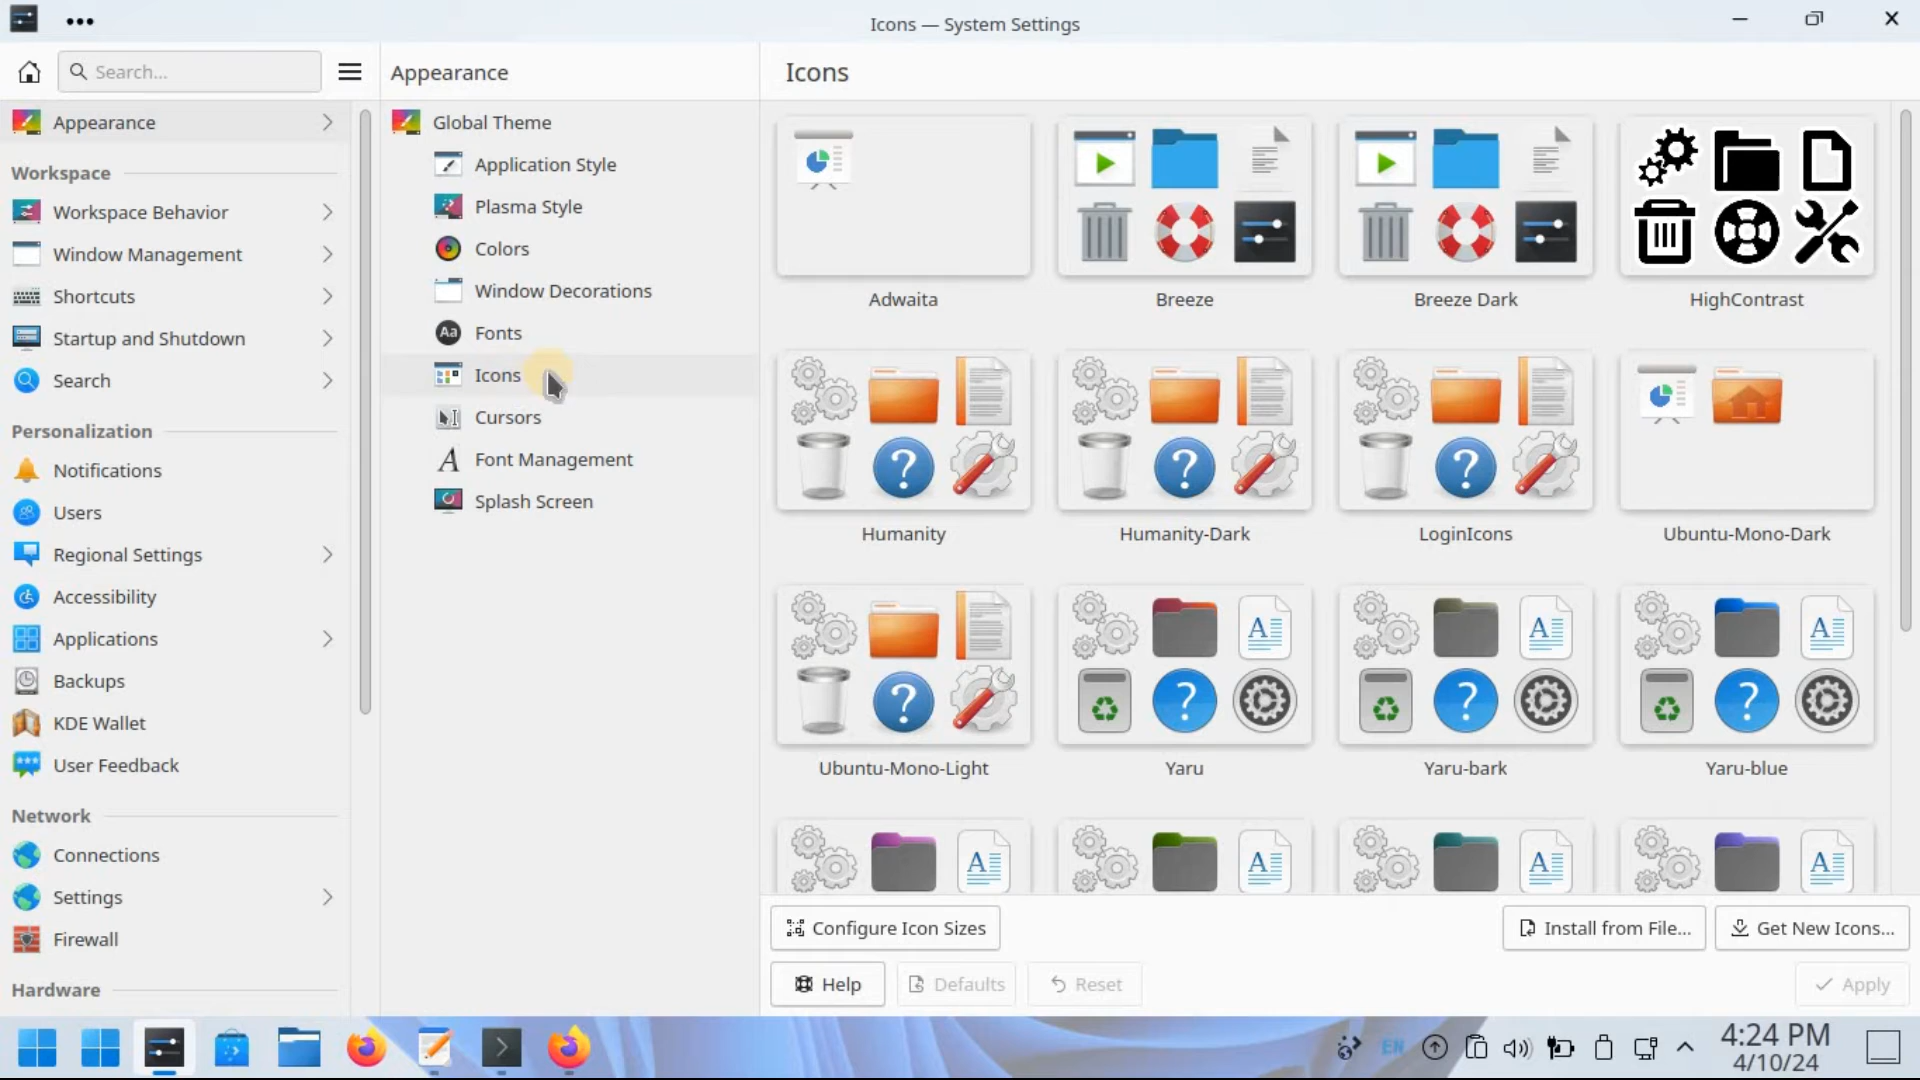 Icons — System Settings
Search...
Appearance
Icons
Appearance
Workspace
Workspace Behavior
Window Management
Shortcuts
Startup and Shutdown
Search
Personalization
Notifications
Users
Regional Settings
Accessibility
Applications
Backups
KDE Wallet
User Feedback
Network
Connections
Settings
Firewall
Hardware
Global Theme
Application Style
Plasma Style
Colors
Window Decorations
Aa
Fonts
Icons
Cursors
A
Font Management
Splash Screen
Adwaita
Breeze
Breeze Dark
HighContrast
Humanity
Humanity-Dark
LoginIcons
Ubuntu-Mono-Dark
Ubuntu-Mono-Light
Yaru
Yaru-bark
Yaru-blue
Configure Icon Sizes
Install from File...
Get New Icons...
Help
Defaults
Reset
Apply
EN
4:24 PM
4/10/24